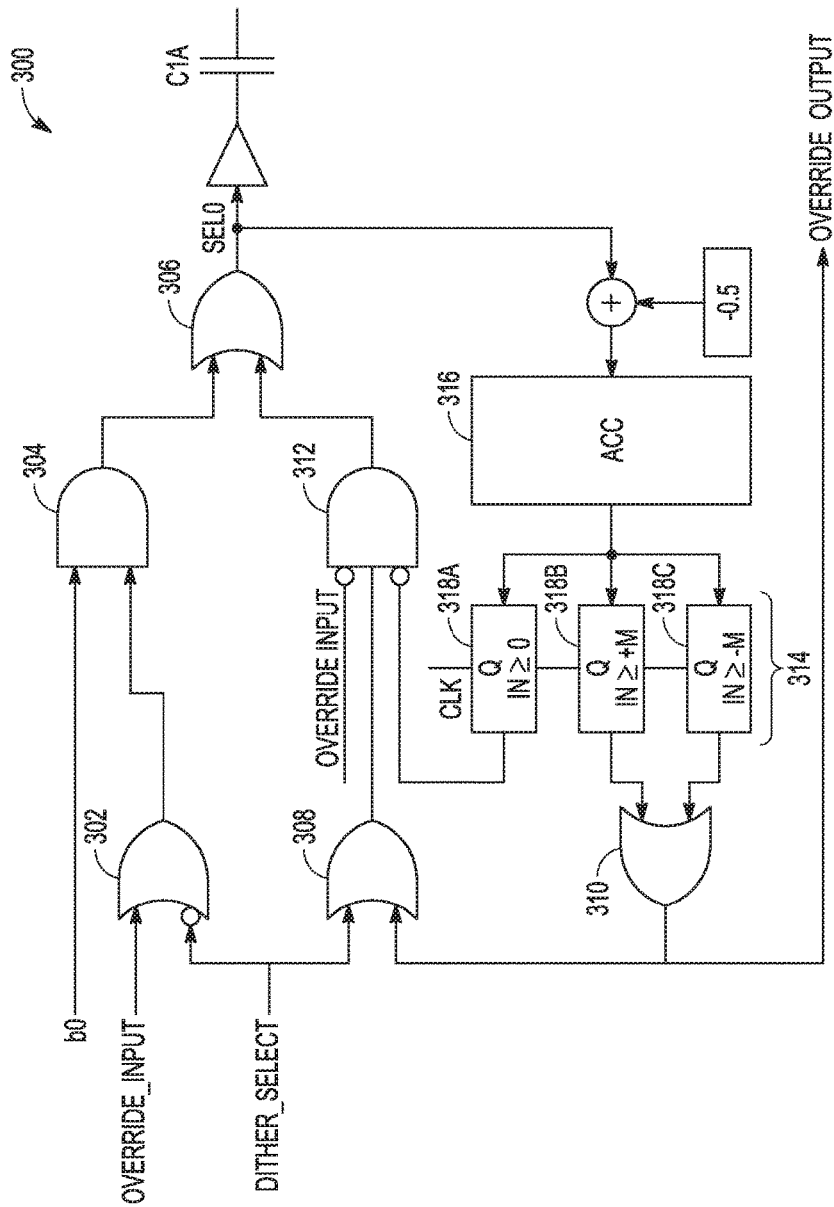 300
C1A
SEL0
306
304
b0
302
OVERRIDE_INPUT
DITHER_SELECT
308
312
OVERRIDE INPUT
316
ACC
+
-0.5
CLK
318A
Q
IN ≥ 0
318B
Q
IN ≥ +M
318C
Q
IN ≥ -M
314
310
OVERRIDE OUTPUT